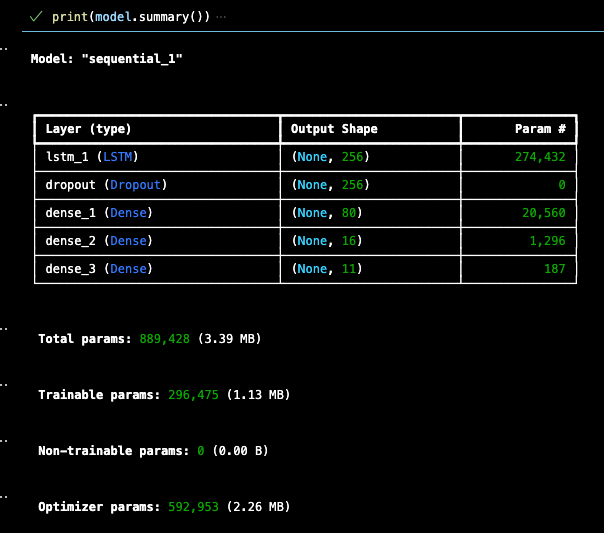 ✓ print(model.summary()) ···
Model: "sequential_1"
Layer (type) Output Shape Param #
lstm_1 (LSTM) (None, 256) 274,432
dropout (Dropout) (None, 256) 0
dense_1 (Dense) (None, 80) 20,560
dense_2 (Dense) (None, 16) 1,296
dense_3 (Dense) (None, 11) 187
Total params: 889,428 (3.39 MB)
Trainable params: 296,475 (1.13 MB)
Non-trainable params: 0 (0.00 B)
Optimizer params: 592,953 (2.26 MB)